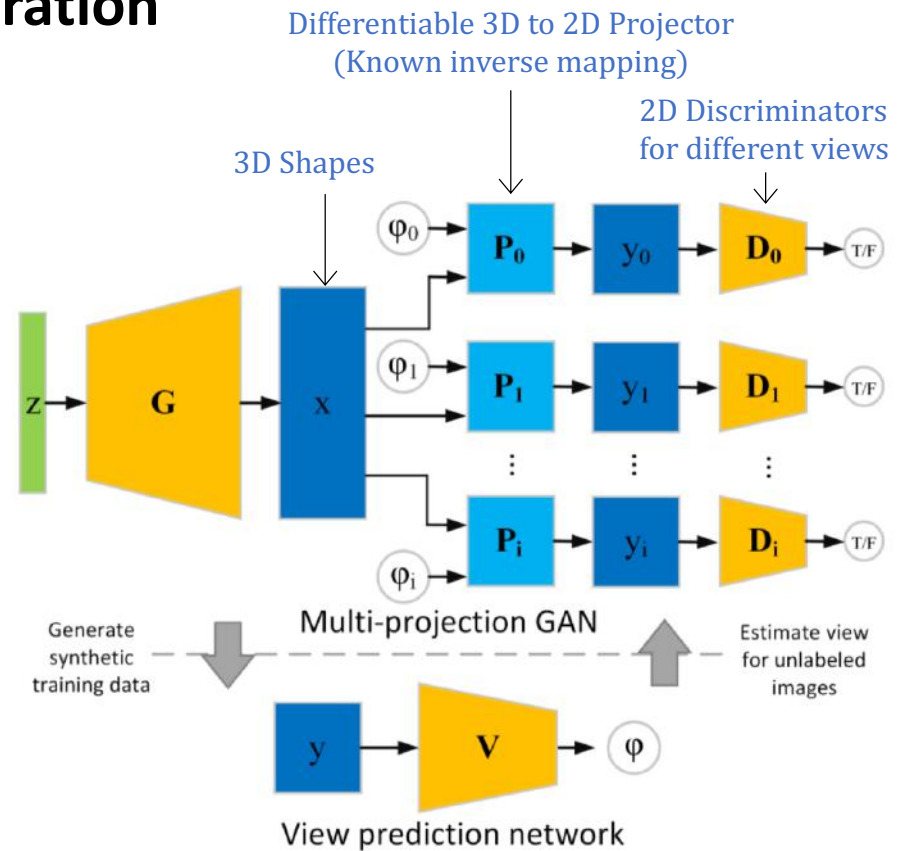 ration
Differentiable 3D to 2D Projector
(Known inverse mapping)
2D Discriminators
for different views
3D Shapes
φ0
P0
y0
D0
T/F
z
G
x
φ1
P1
y1
D1
T/F
⋮ ⋮ ⋮
φi
Pi
yi
Di
T/F
Multi-projection GAN
Generate
synthetic
training data
Estimate view
for unlabeled
images
y
V
φ
View prediction network